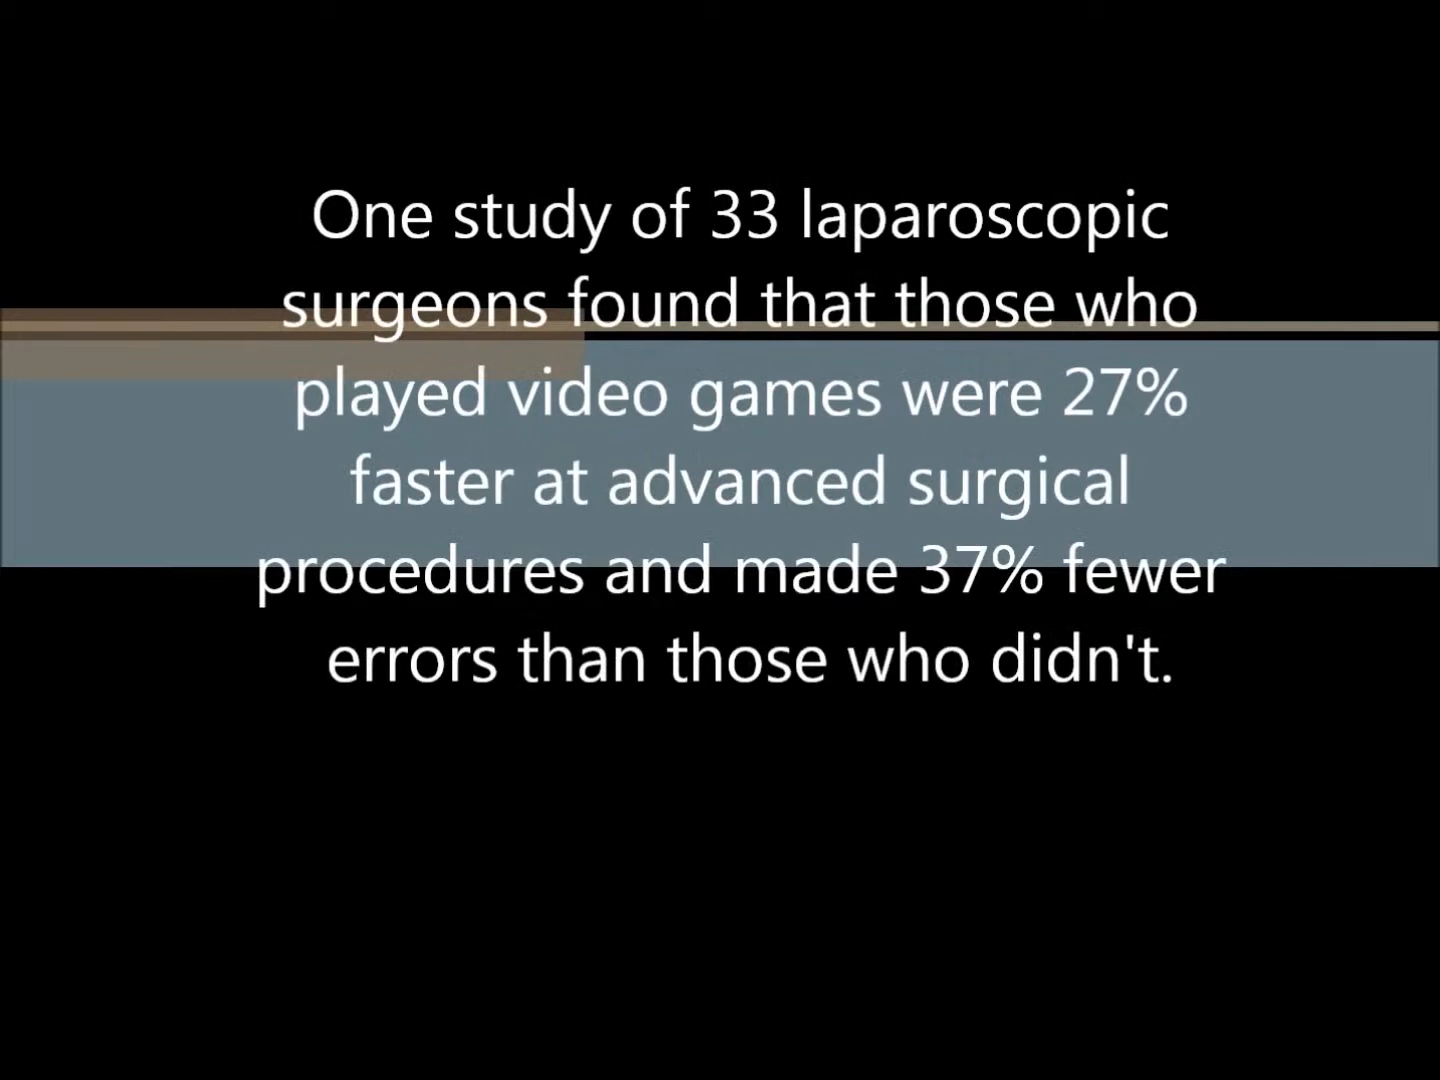 One study of 33 laparoscopic
surgeons found that those who
played video games were 27%
faster at advanced surgical
procedures and made 37% fewer
errors than those who didn't.